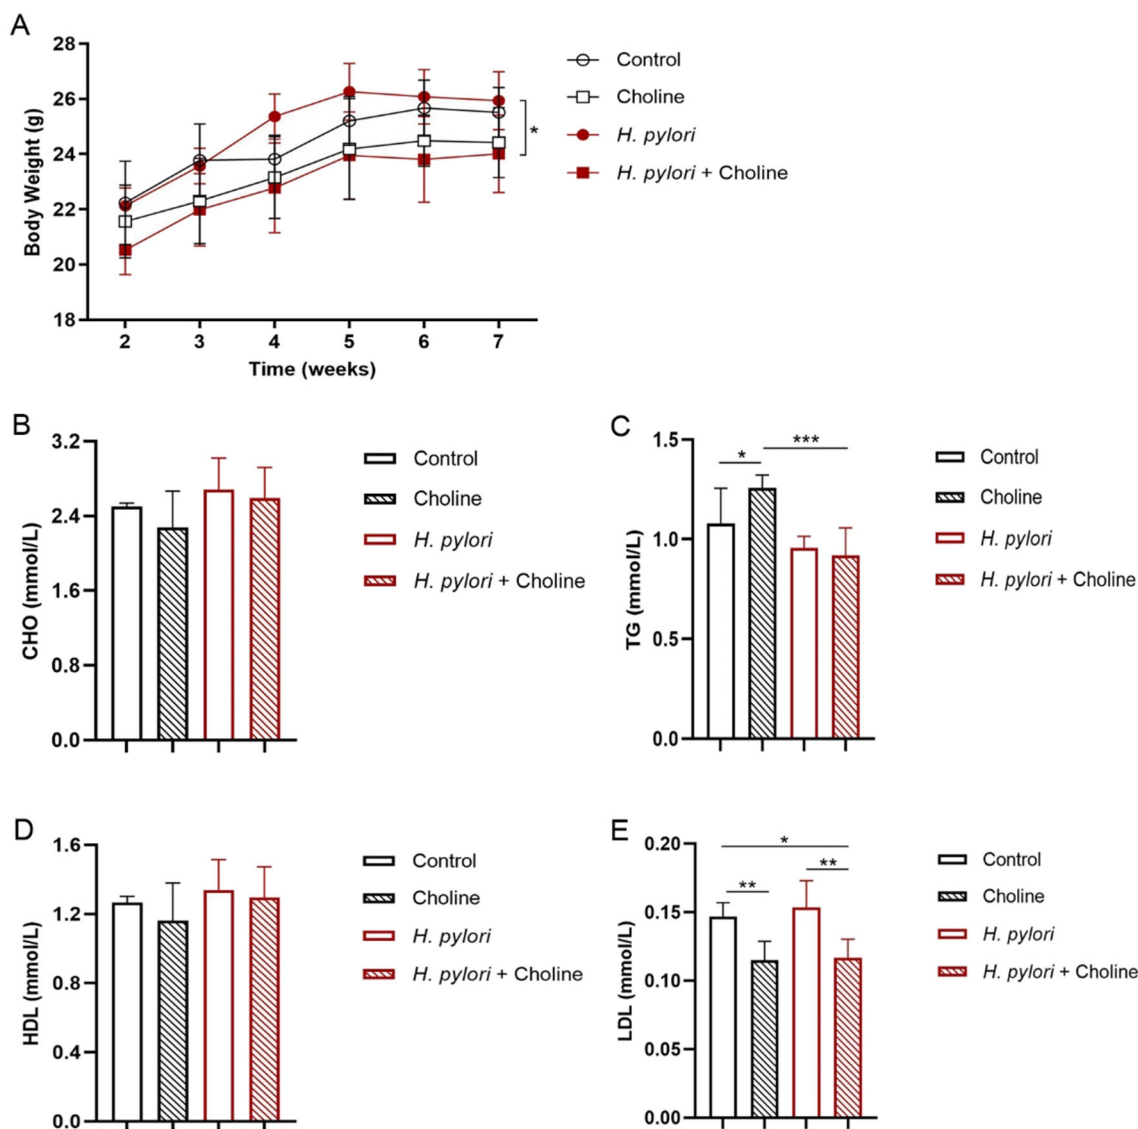 A
28
26
24
22
20
18
Body Weight (g)
2 3 4 5 6 7
Time (weeks)
*
Control
Choline
H. pylori
H. pylori + Choline
B
3.2
2.4
1.6
0.8
0.0
CHO (mmol/L)
Control
Choline
H. pylori
H. pylori + Choline
C
1.5
1.0
0.5
0.0
TG (mmol/L)
*
***
Control
Choline
H. pylori
H. pylori + Choline
D
1.6
1.2
0.8
0.4
0.0
HDL (mmol/L)
Control
Choline
H. pylori
H. pylori + Choline
E
0.20
0.15
0.10
0.05
0.00
LDL (mmol/L)
*
**
**
Control
Choline
H. pylori
H. pylori + Choline